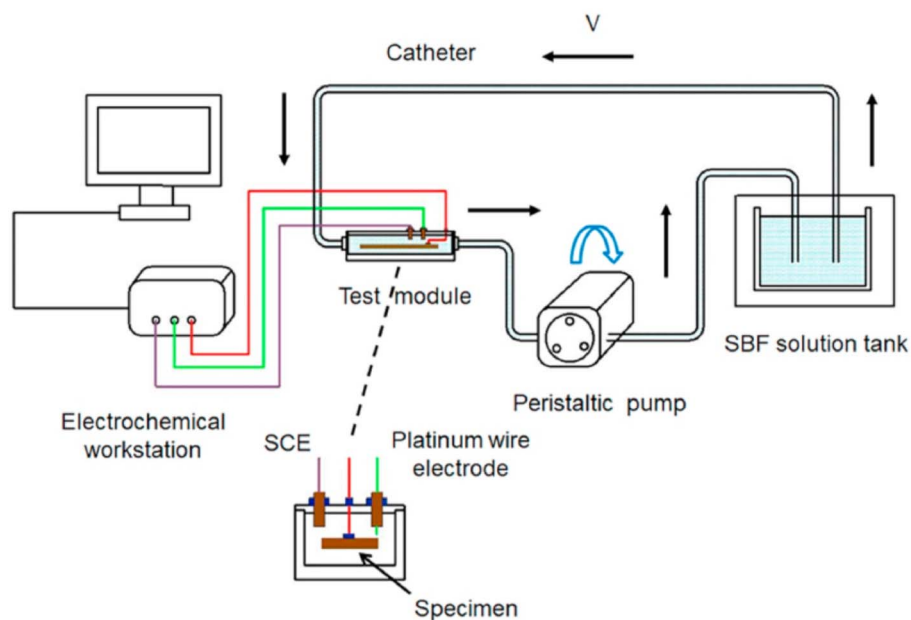 V
Catheter
Test module
SBF solution tank
Peristaltic pump
Electrochemical
workstation
SCE
Platinum wire
electrode
Specimen